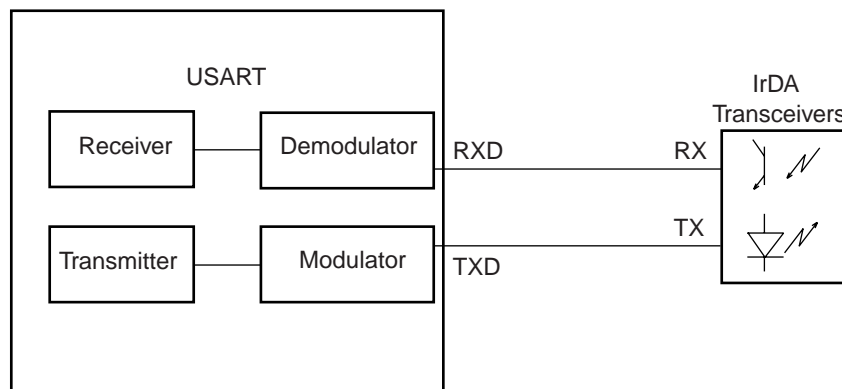 USART
IrDA
Transceivers
Receiver
Demodulator
RXD
RX
Transmitter
Modulator
TXD
TX